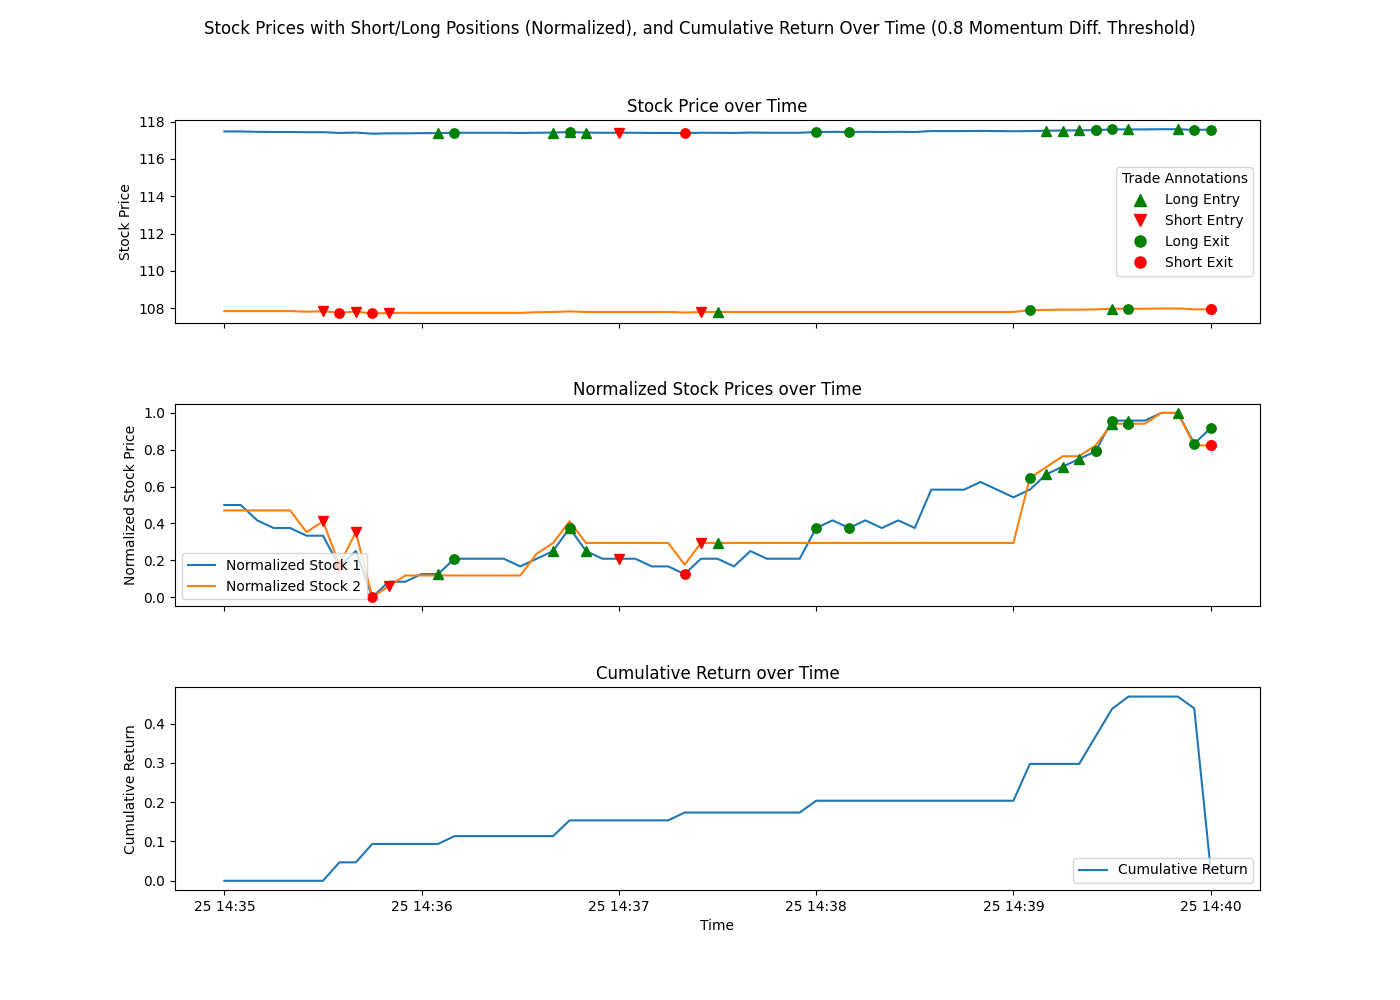 Stock Prices with Short/Long Positions (Normalized), and Cumulative Return Over Time (0.8 Momentum Diff. Threshold)
Stock Price over Time
Stock Price
118
116
114
112
110
108
Trade Annotations
Long Entry
Short Entry
Long Exit
Short Exit
Normalized Stock Prices over Time
Normalized Stock Price
1.0
0.8
0.6
0.4
0.2
0.0
Normalized Stock 1
Normalized Stock 2
Cumulative Return over Time
Cumulative Return
0.4
0.3
0.2
0.1
0.0
Cumulative Return
25 14:35 25 14:36 25 14:37 25 14:38 25 14:39 25 14:40
Time